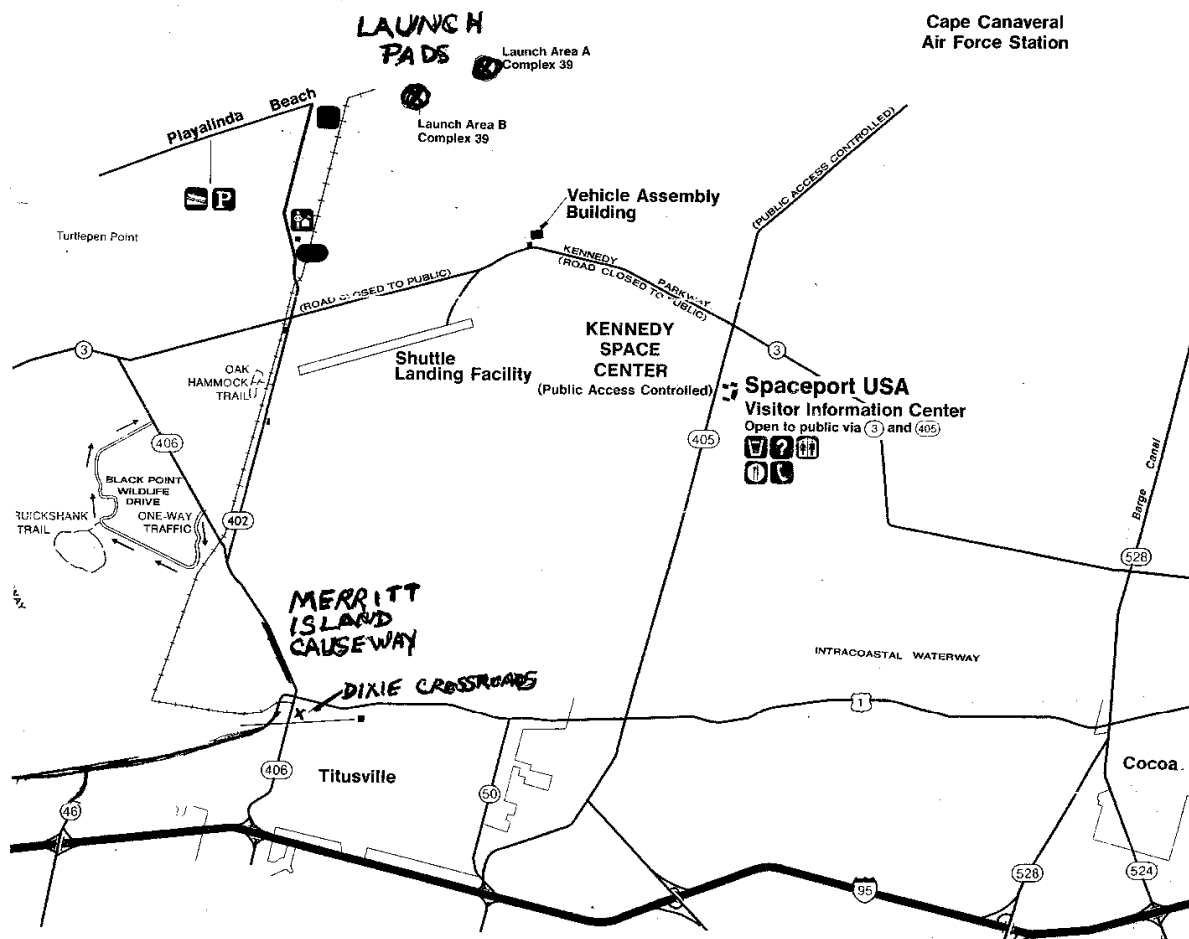 LAUNCH
PADS
Cape Canaveral
Air Force Station
Launch Area A
Complex 39
Launch Area B
Complex 39
Playalinda Beach
P
Turtlepen Point
Vehicle Assembly
Building
(PUBLIC ACCESS CONTROLLED)
KENNEDY PARKWAY
(ROAD CLOSED TO PUBLIC)
(ROAD CLOSED TO PUBLIC)
3
OAK
HAMMOCK
TRAIL
Shuttle
Landing Facility
KENNEDY
SPACE
CENTER
(Public Access Controlled)
3
Spaceport USA
Visitor Information Center
Open to public via 3 and 405
?
406
405
BLACK POINT
WILDLIFE
DRIVE
ONE-WAY
TRAFFIC
RUICKSHANK
TRAIL
402
Barge Canal
528
MERRITT
ISLAND
CAUSEWAY
INTRACOASTAL WATERWAY
X DIXIE CROSSROADS
1
406
Titusville
50
46
Cocoa
95
528
524